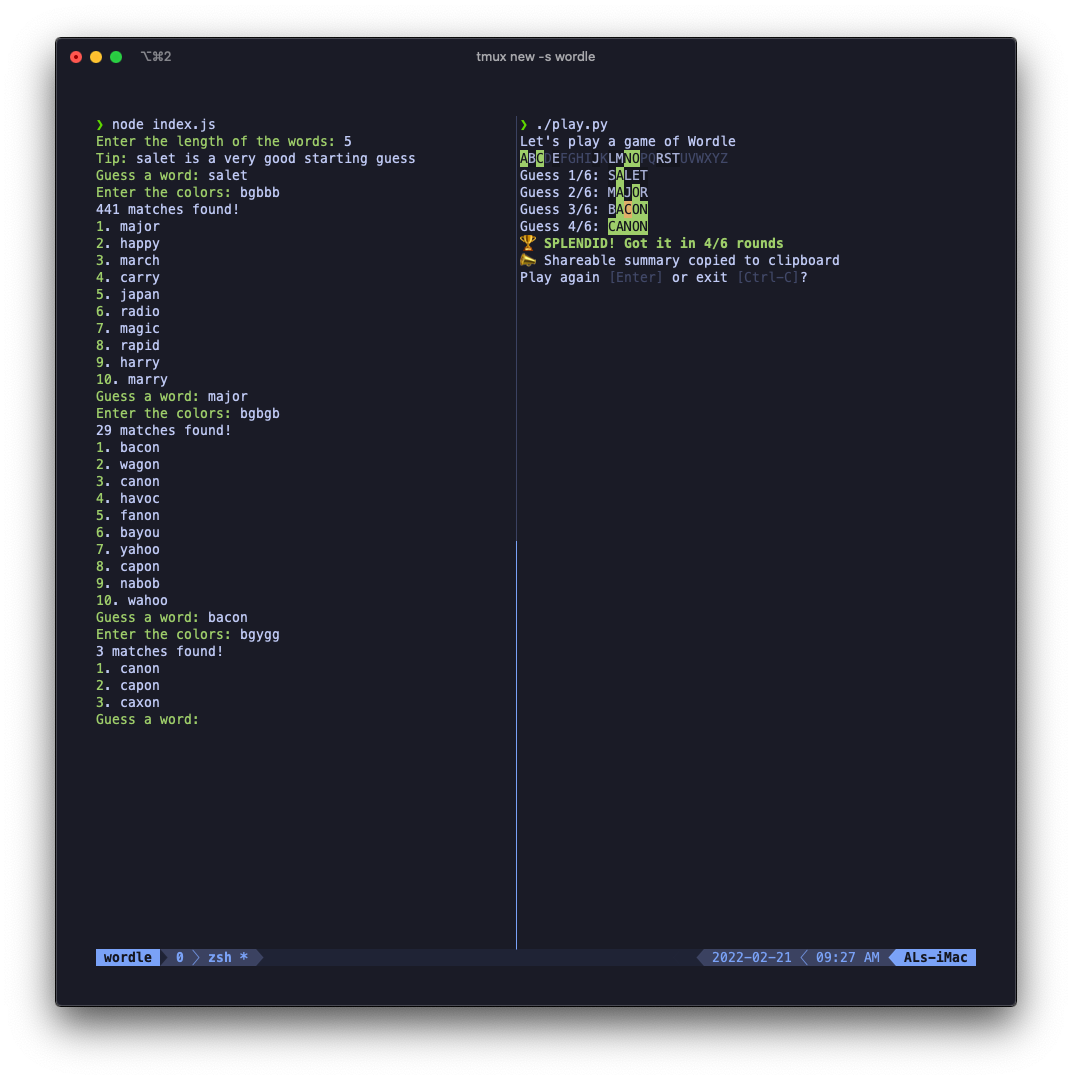 ⌥⌘2 tmux new -s wordle
❯ node index.js
Enter the length of the words: 5
Tip: salet is a very good starting guess
Guess a word: salet
Enter the colors: bgbbb
441 matches found!
1. major
2. happy
3. march
4. carry
5. japan
6. radio
7. magic
8. rapid
9. harry
10. marry
Guess a word: major
Enter the colors: bgbgb
29 matches found!
1. bacon
2. wagon
3. canon
4. havoc
5. fanon
6. bayou
7. yahoo
8. capon
9. nabob
10. wahoo
Guess a word: bacon
Enter the colors: bgygg
3 matches found!
1. canon
2. capon
3. caxon
Guess a word:
❯ ./play.py
Let's play a game of Wordle
ABCDEFGHIJKLMNOPQRSTUVWXYZ
Guess 1/6: SALET
Guess 2/6: MAJOR
Guess 3/6: BACON
Guess 4/6: CANON
🏆 SPLENDID! Got it in 4/6 rounds
📣 Shareable summary copied to clipboard
Play again [Enter] or exit [Ctrl-C]?
wordle 0 zsh * 2022-02-21 09:27 AM ALs-iMac